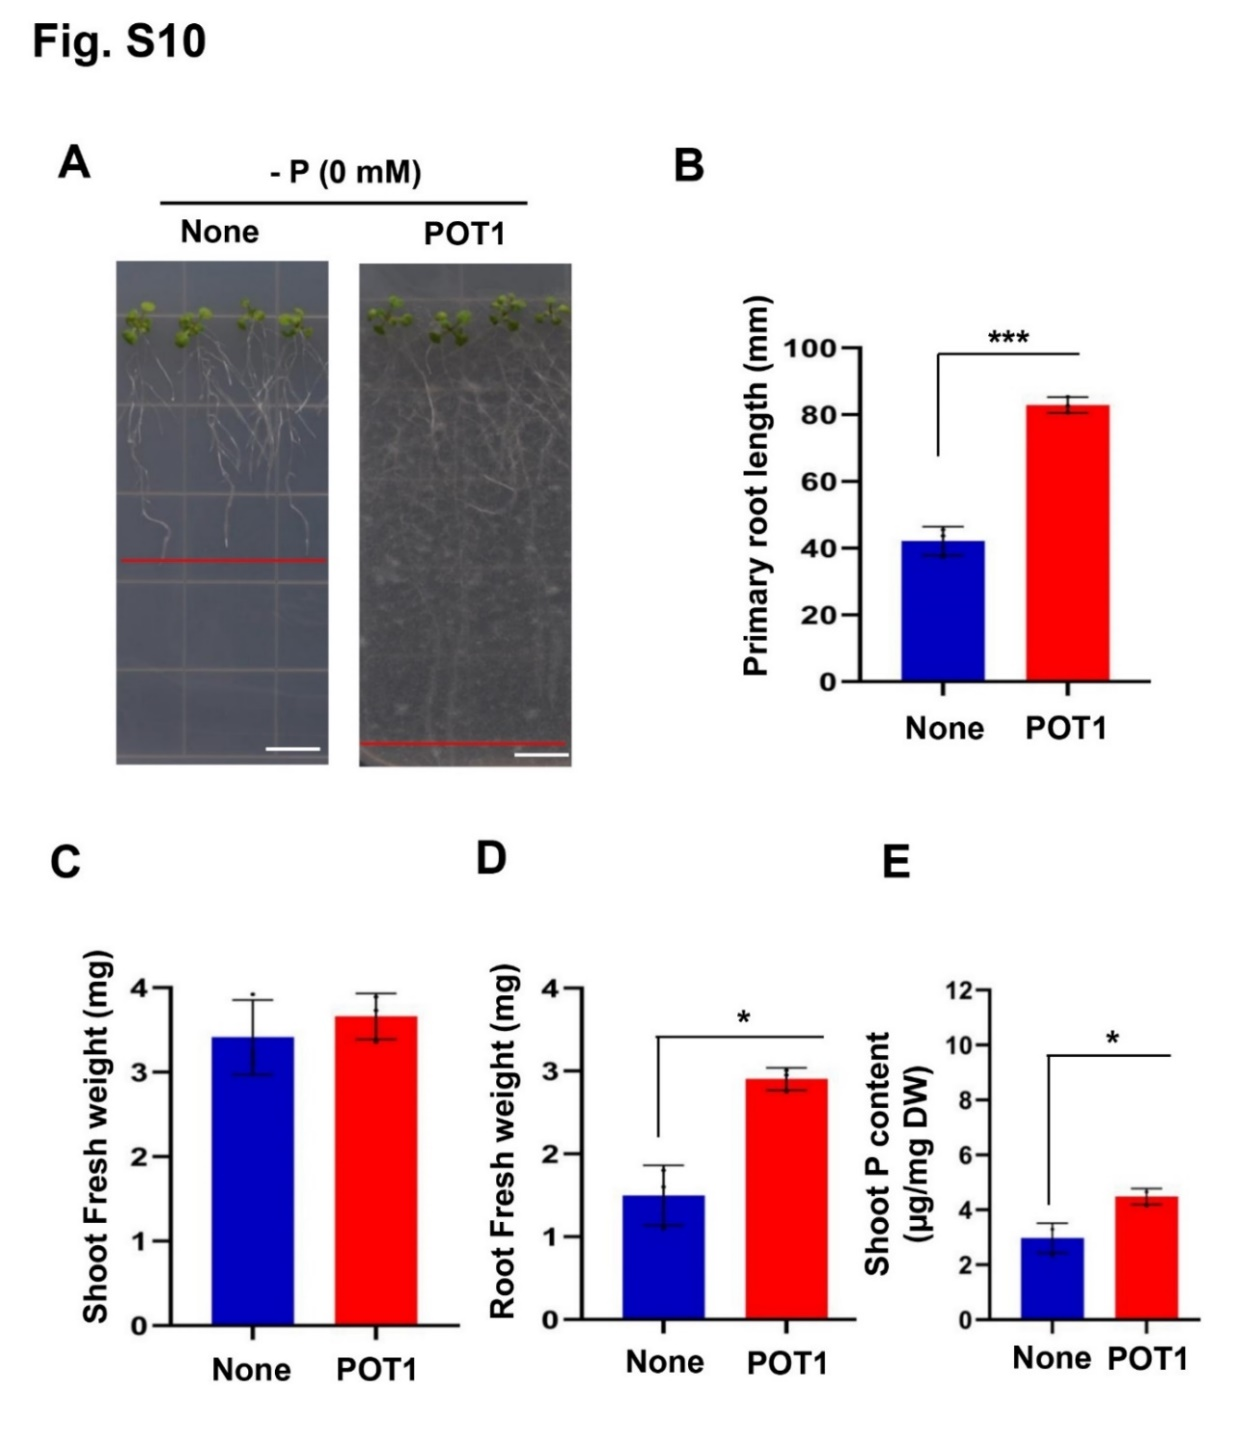 Fig. S10
A
- P (0 mM)
None
POT1
B
Primary root length (mm)
100
80
60
40
20
0
***
None
POT1
C
Shoot Fresh weight (mg)
4
3
2
1
0
None
POT1
D
Root Fresh weight (mg)
4
3
2
1
0
*
None
POT1
E
Shoot P content
(µg/mg DW)
12
10
8
6
4
2
0
*
None
POT1